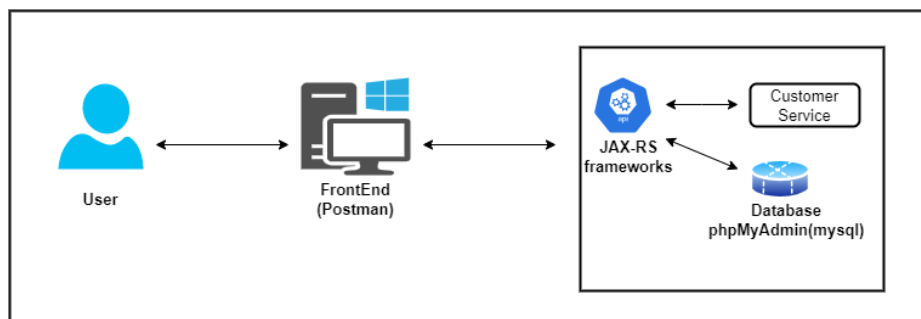 User
FrontEnd
(Postman)
api
JAX-RS
frameworks
Customer
Service
Database
phpMyAdmin(mysql)